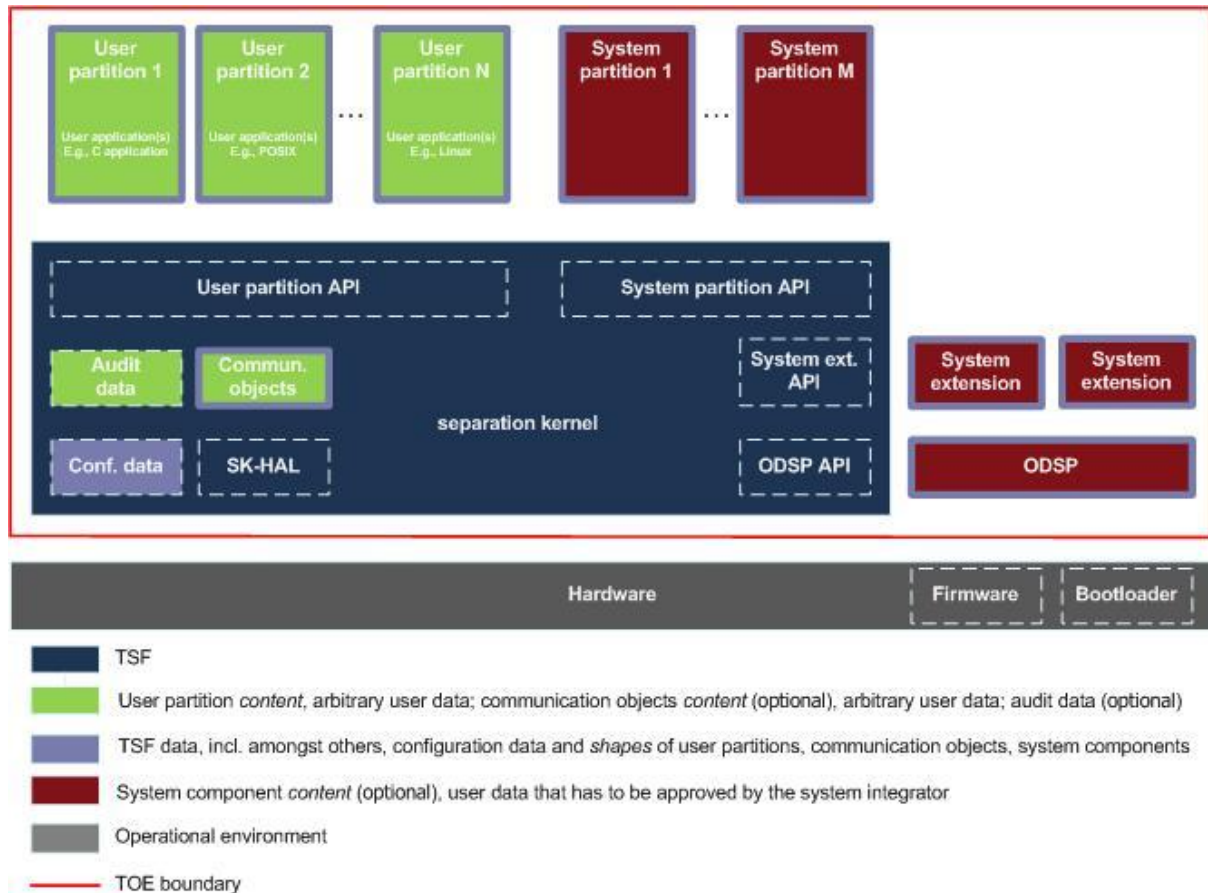 User
partition 1
User
partition 2
User
partition N
System
partition 1
System
partition M
...
...
User application(s)
E.g., C application
User application(s)
E.g., POSIX
User application(s)
E.g., Linux
User partition API
System partition API
Audit
data
Commun.
objects
System ext.
API
System
extension
System
extension
separation kernel
Conf. data
SK-HAL
ODSP API
ODSP
Hardware
Firmware
Bootloader
TSF
User partition content, arbitrary user data; communication objects content (optional), arbitrary user data; audit data (optional)
TSF data, incl. amongst others, configuration data and shapes of user partitions, communication objects, system components
System component content (optional), user data that has to be approved by the system integrator
Operational environment
TOE boundary